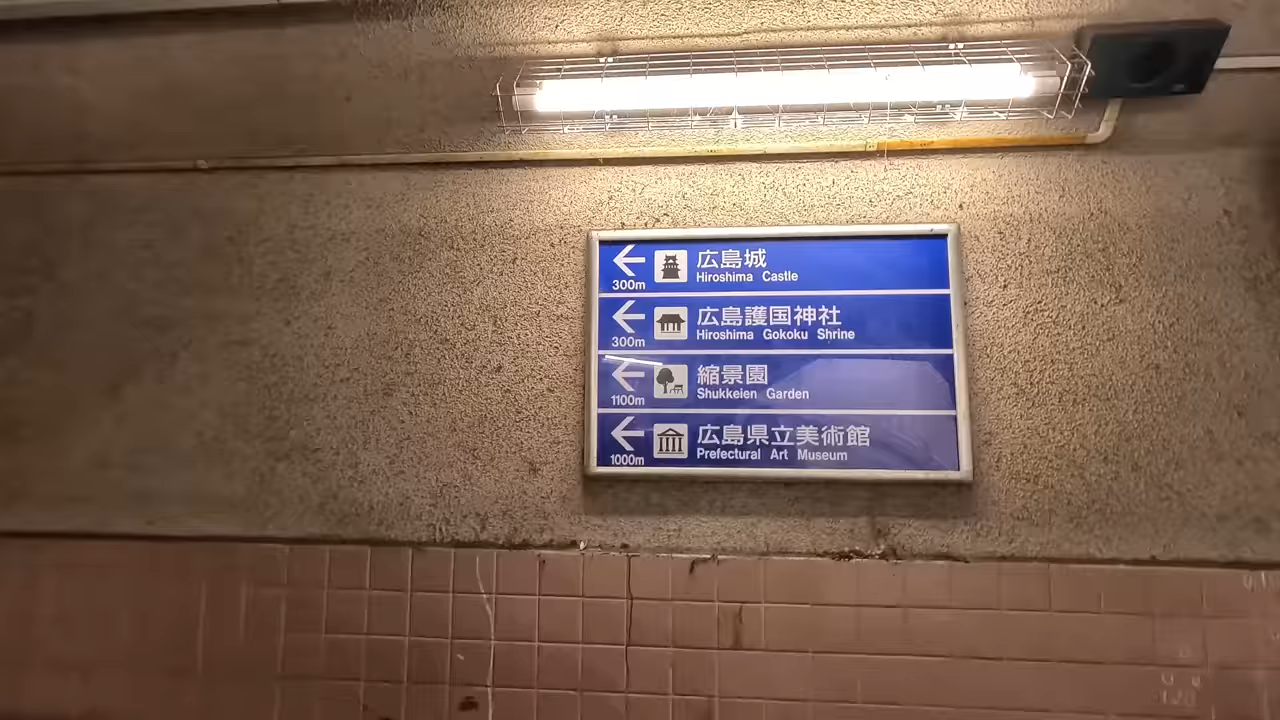 広島城
Hiroshima Castle
300m
広島護国神社
Hiroshima Gokoku Shrine
300m
縮景園
Shukkeien Garden
1100m
広島県立美術館
Prefectural Art Museum
1000m